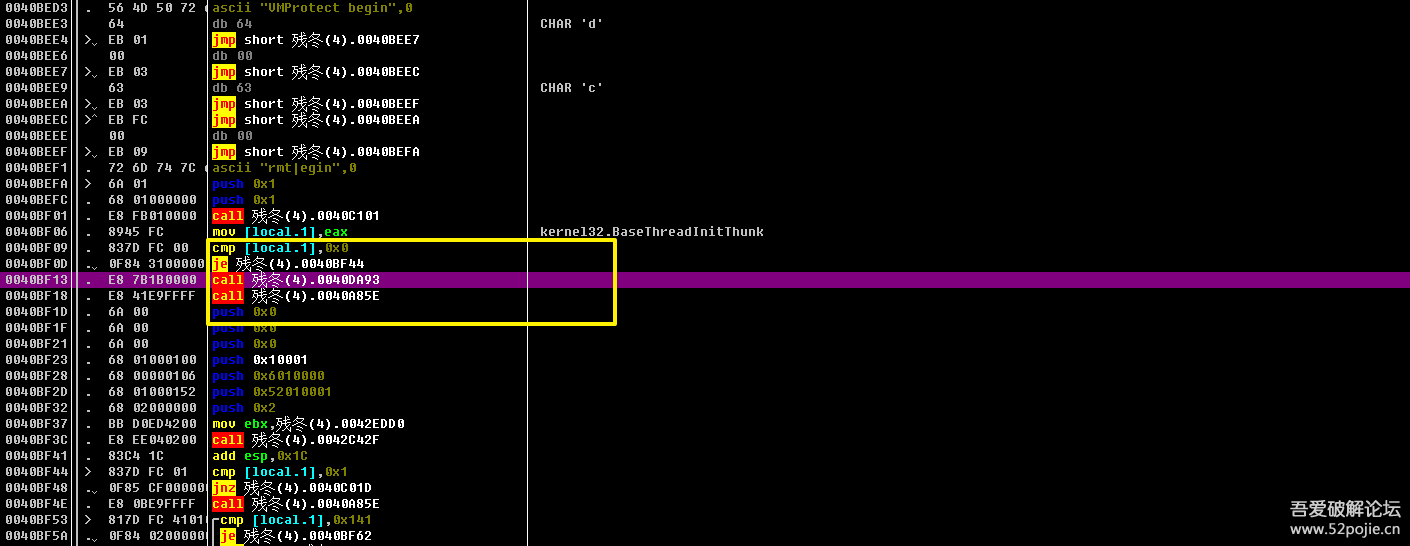 0040BED3 . 56 4D 50 72 ascii "VMProtect begin",0
0040BEE3 64 db 64 CHAR 'd'
0040BEE4 > EB 01 jmp short 残冬(4).0040BEE7
0040BEE6 00 db 00
0040BEE7 > EB 03 jmp short 残冬(4).0040BEEC
0040BEE9 63 db 63 CHAR 'c'
0040BEEA > EB 03 jmp short 残冬(4).0040BEEF
0040BEEC > EB FC jmp short 残冬(4).0040BEEA
0040BEEE 00 db 00
0040BEEF > EB 09 jmp short 残冬(4).0040BEFA
0040BEF1 . 72 6D 74 7C ascii "rmt|egin",0
0040BEFA > 6A 01 push 0x1
0040BEFC . 68 01000000 push 0x1
0040BF01 . E8 FB010000 call 残冬(4).0040C101
0040BF06 . 8945 FC mov [local.1],eax kernel32.BaseThreadInitThunk
0040BF09 . 837D FC 00 cmp [local.1],0x0
0040BF0D . 0F84 3100000 je 残冬(4).0040BF44
0040BF13 . E8 7B1B0000 call 残冬(4).0040DA93
0040BF18 . E8 41E9FFFF call 残冬(4).0040A85E
0040BF1D . 6A 00 push 0x0
0040BF1F . 6A 00 push 0x0
0040BF21 . 6A 00 push 0x0
0040BF23 . 68 01000100 push 0x10001
0040BF28 . 68 00000106 push 0x6010000
0040BF2D . 68 01000152 push 0x52010001
0040BF32 . 68 02000000 push 0x2
0040BF37 . BB D0ED4200 mov ebx,残冬(4).0042EDD0
0040BF3C . E8 EE040200 call 残冬(4).0042C42F
0040BF41 . 83C4 1C add esp,0x1C
0040BF44 > 837D FC 01 cmp [local.1],0x1
0040BF48 . 0F85 CF000000 jnz 残冬(4).0040C01D
0040BF4E . E8 0BE9FFFF call 残冬(4).0040A85E
0040BF53 > 817D FC 41010 cmp [local.1],0x141
0040BF5A . 0F84 02000000 je 残冬(4).0040BF62
吾爱破解论坛
www.52pojie.cn